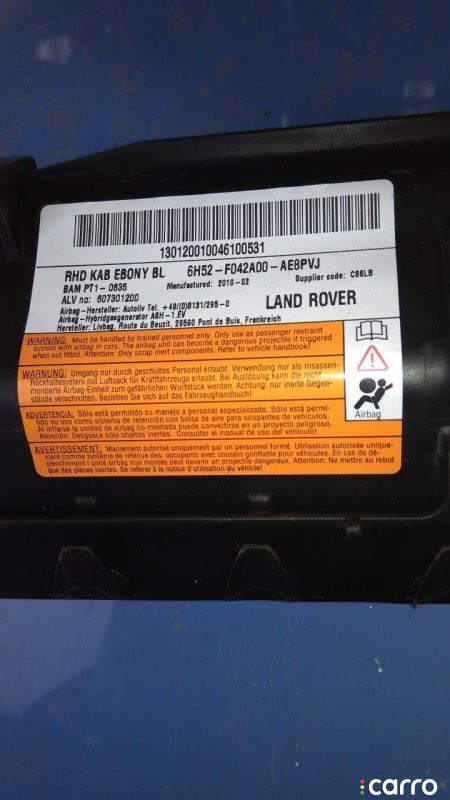 130120010046100531
RHD KAB EBONY BL 6H52-F042A00-AE8PVJ
BAM PT1-0635 Manufactured: 2010-02 Supplier code: C66LB
ALV no: 607301200
LAND ROVER
Airbag-Hersteller: Autoliv Tel. +49/(0)8131/295-0
Airbag-Hybridgasgenerator ABH-1.EV
Hersteller: Livbag, Route du Beuzit, 29590 Pont de Buis, Frankreich
WARNING: Must be handled by trained personnel only. Only use as passenger restraint
system with airbag in cars. The airbag unit can become a dangerous projectile if triggered
when not fitted. Attention: Only scrap inert components. Refer to vehicle handbook!
WARNUNG: Umgang nur durch geschultes Personal erlaubt. Verwendung nur als Insassen-
Rückhaltesystem mit Luftsack für Kraftfahrzeuge erlaubt. Bei Auslösung kann die nicht
montierte Airbag-Einheit zum gefährlichen Wurfstück werden. Achtung: nur inerte Gegen-
stände verschrotten. Beziehen Sie sich auf das Fahrzeughandbuch!
ADVERTENCIA: Sólo está permitido su manejo a personal especializado. Sólo está permiti-
do su uso como sistema de retención con bolsa de aire para ocupantes de vehículos.
Al inflarse la unidad de airbag no montada puede convertirse en un proyectil peligroso.
Atención: Desguace sólo objetos inertes. Consultar el manual de uso del vehículo!
AVERTISSEMENT: Maniement autorisé uniquement par un personnel formé. Utilisation autorisée unique-
ment comme système de retenue des occupants avec coussin gonflable pour véhicules. En cas de dé-
clenchement l'unité airbag non monté peut devenir un projectile dangereux. Attention: Ne mettre au rebut
que des pièces inertes. Se referer à la notice d'utilisation du véhicle!
Airbag
carro